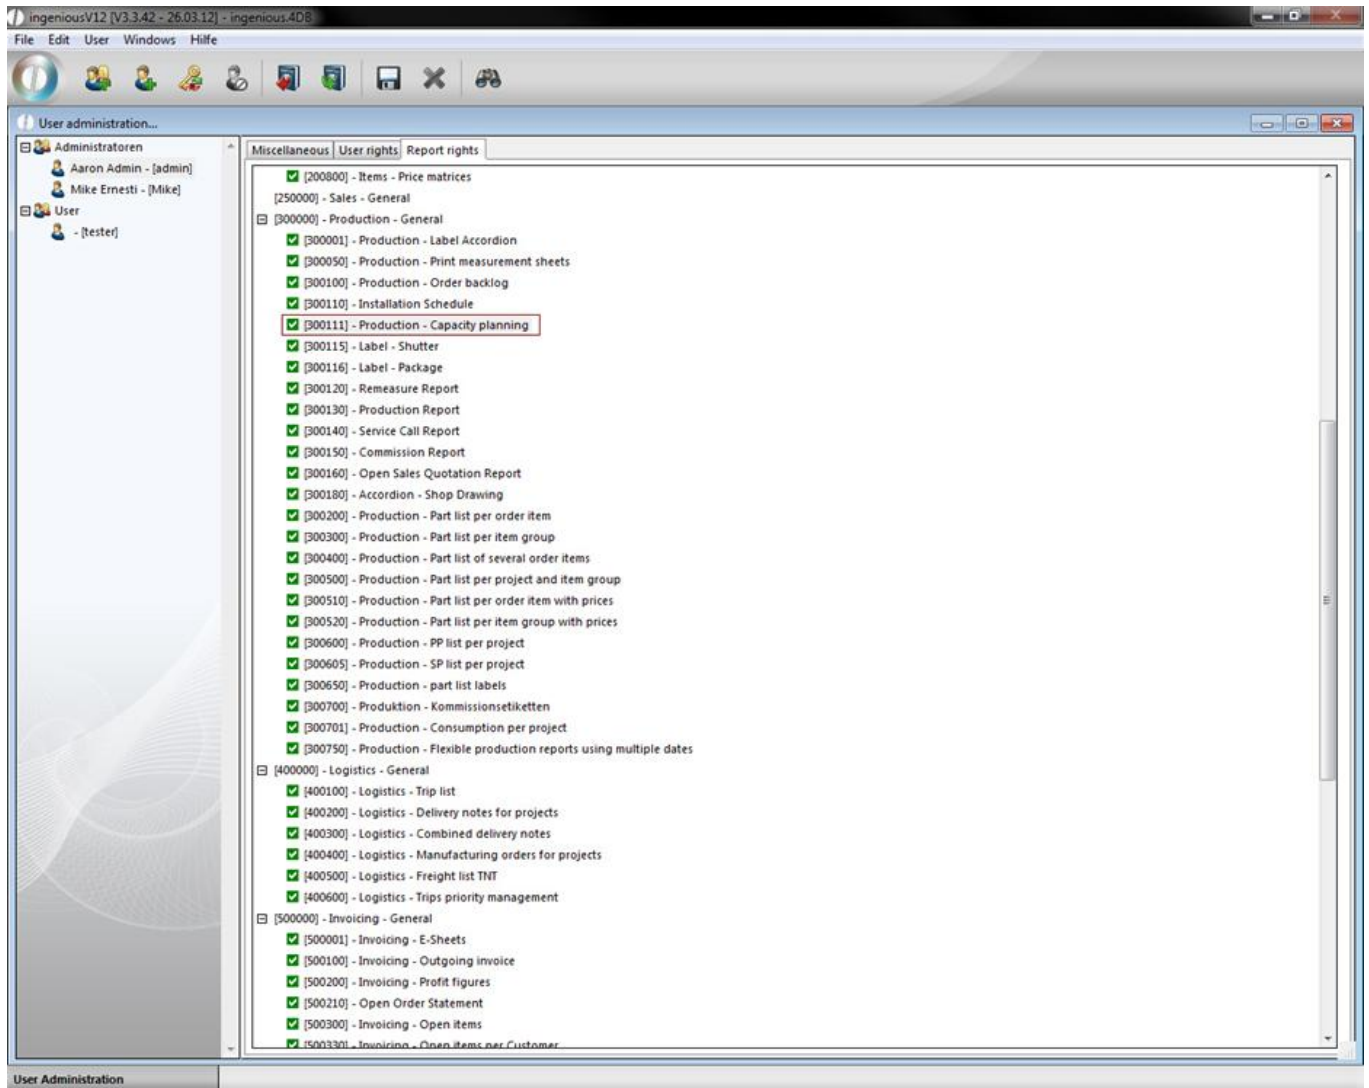 ingeniousV12 [V3.3.42 - 26.03.12] - ingenious.4DB
File Edit User Windows Hilfe
User administration...
Administratoren
Aaron Admin - [admin]
Mike Ernesti - [Mike]
User
- [tester]
Miscellaneous User rights Report rights
[200800] - Items - Price matrices
[250000] - Sales - General
[300000] - Production - General
[300001] - Production - Label Accordion
[300050] - Production - Print measurement sheets
[300100] - Production - Order backlog
[300110] - Installation Schedule
[300111] - Production - Capacity planning
[300115] - Label - Shutter
[300116] - Label - Package
[300120] - Remeasure Report
[300130] - Production Report
[300140] - Service Call Report
[300150] - Commission Report
[300160] - Open Sales Quotation Report
[300180] - Accordion - Shop Drawing
[300200] - Production - Part list per order item
[300300] - Production - Part list per item group
[300400] - Production - Part list of several order items
[300500] - Production - Part list per project and item group
[300510] - Production - Part list per order item with prices
[300520] - Production - Part list per item group with prices
[300600] - Production - PP list per project
[300605] - Production - SP list per project
[300650] - Production - part list labels
[300700] - Produktion - Kommissionsetiketten
[300701] - Production - Consumption per project
[300750] - Production - Flexible production reports using multiple dates
[400000] - Logistics - General
[400100] - Logistics - Trip list
[400200] - Logistics - Delivery notes for projects
[400300] - Logistics - Combined delivery notes
[400400] - Logistics - Manufacturing orders for projects
[400500] - Logistics - Freight list TNT
[400600] - Logistics - Trips priority management
[500000] - Invoicing - General
[500001] - Invoicing - E-Sheets
[500100] - Invoicing - Outgoing invoice
[500200] - Invoicing - Profit figures
[500210] - Open Order Statement
[500300] - Invoicing - Open items
[500330] - Invoicing - Open items per Customer
User Administration